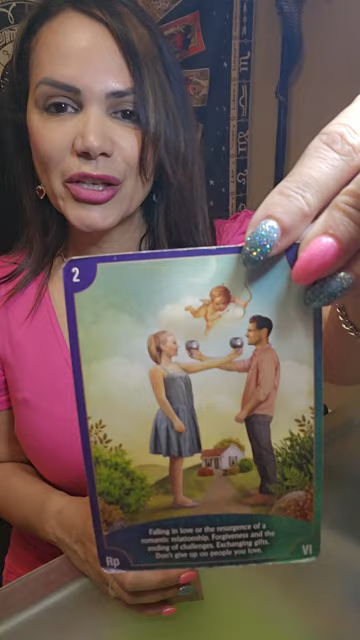 2
Falling in love or the resurgence of a
romantic relationship. Forgiveness and the
ending of challenges. Exchanging gifts.
Don't give up on people you love.
Rp
VI